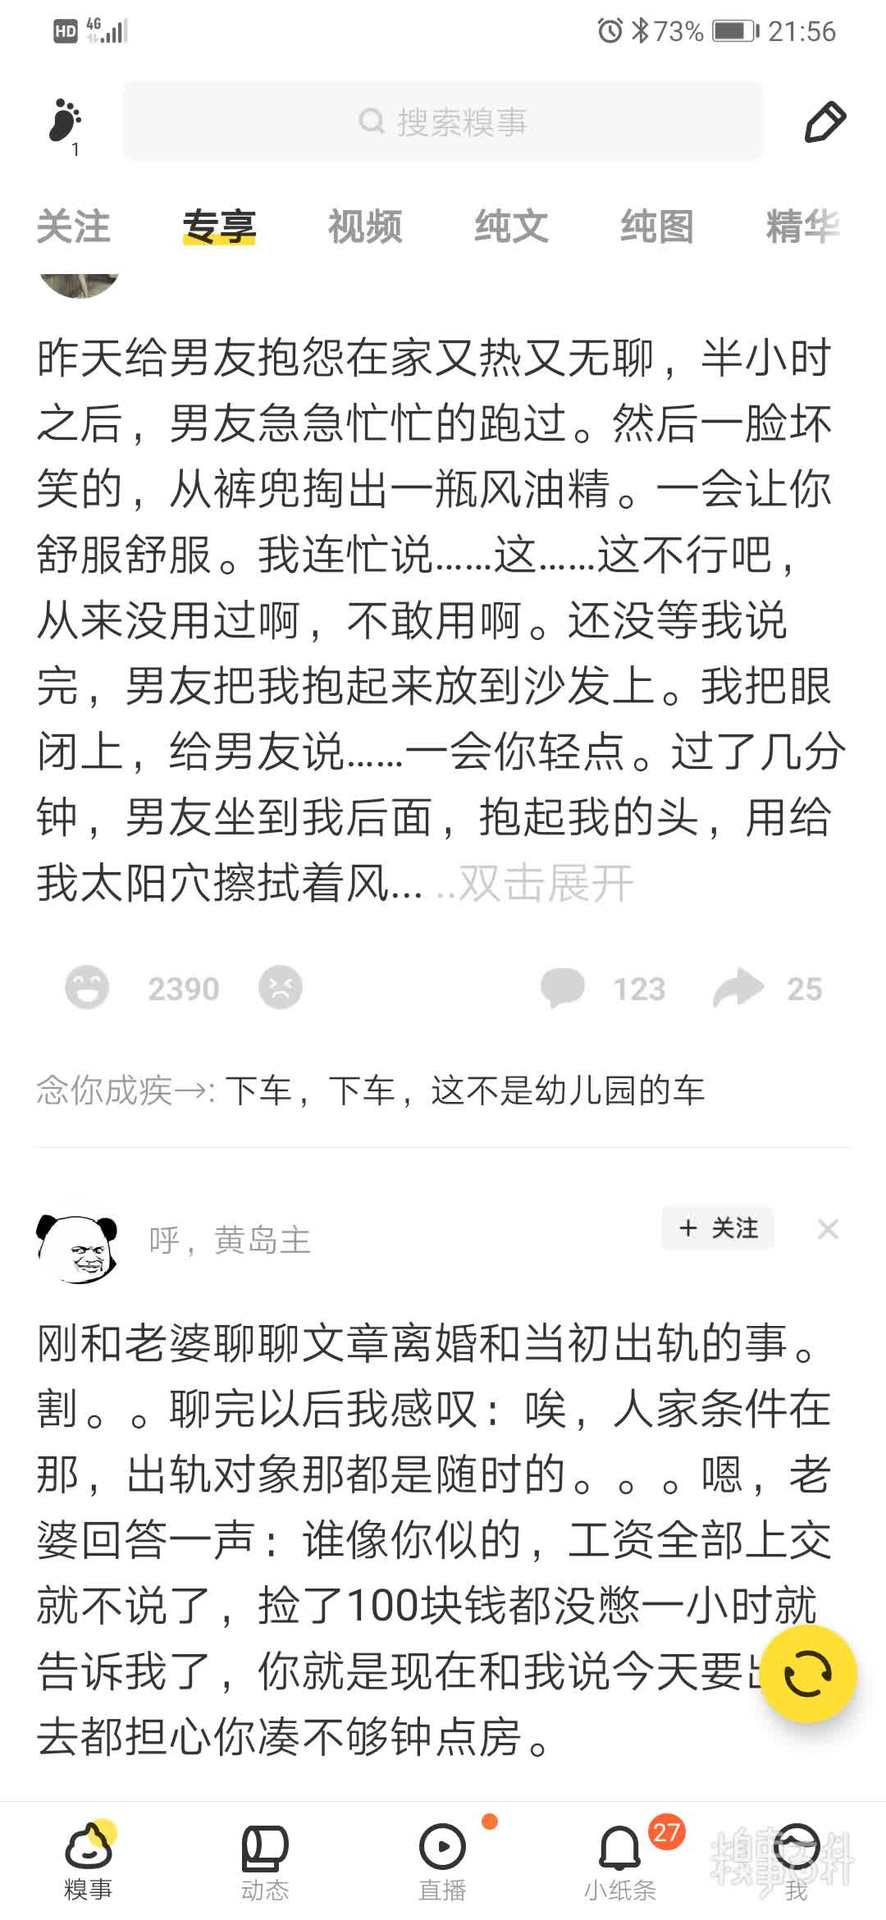 HD 4G 73% 21:56
1 搜索糗事
关注 专享 视频 纯文 纯图 精华
昨天给男友抱怨在家又热又无聊，半小时
之后，男友急急忙忙的跑过。然后一脸坏
笑的，从裤兜掏出一瓶风油精。一会让你
舒服舒服。我连忙说……这……这不行吧，
从来没用过啊，不敢用啊。还没等我说
完，男友把我抱起来放到沙发上。我把眼
闭上，给男友说……一会你轻点。过了几分
钟，男友坐到我后面，抱起我的头，用给
我太阳穴擦拭着风... ..双击展开
2390 123 25
念你成疾→: 下车，下车，这不是幼儿园的车
呼，黄岛主 + 关注 ×
刚和老婆聊聊文章离婚和当初出轨的事。
割。。聊完以后我感叹：唉，人家条件在
那，出轨对象那都是随时的。。。嗯，老
婆回答一声：谁像你似的，工资全部上交
就不说了，捡了100块钱都没憋一小时就
告诉我了，你就是现在和我说今天要出
去都担心你凑不够钟点房。
27
糗事 动态 直播 小纸条 我
糗事百科